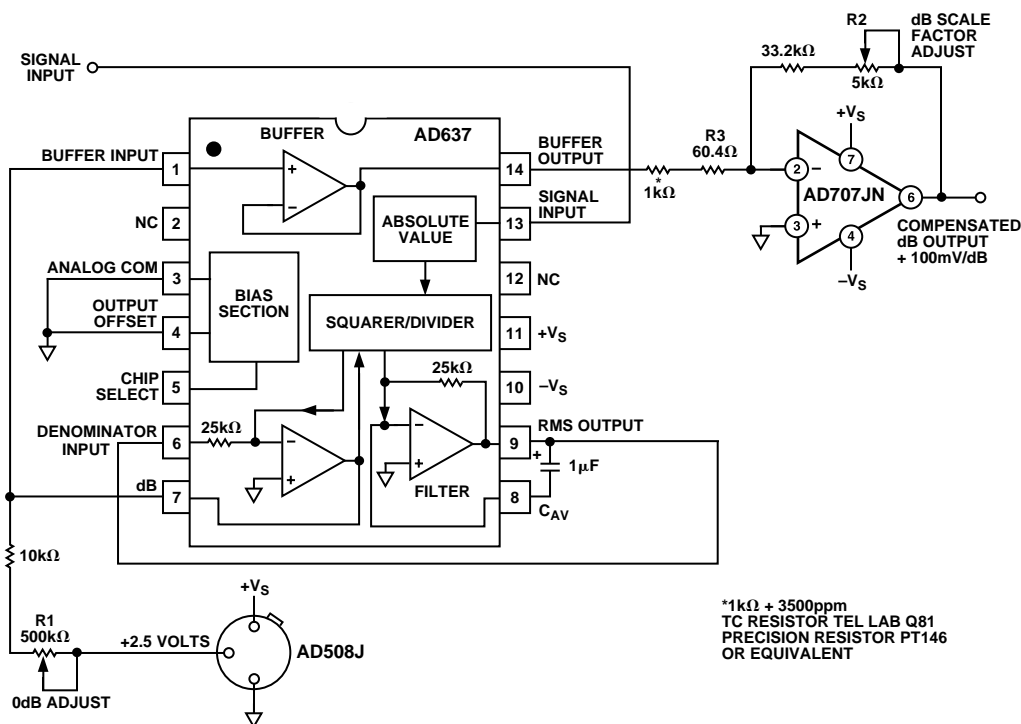 R2
dB SCALE
FACTOR
ADJUST
33.2kΩ
5kΩ
SIGNAL
INPUT
+VS
BUFFER
AD637
BUFFER
OUTPUT
R3
60.4Ω
*
1kΩ
2
–
7
AD707JN
6
3
+
4
–VS
COMPENSATED
dB OUTPUT
+ 100mV/dB
BUFFER INPUT
1
+
–
14
SIGNAL
INPUT
ABSOLUTE
VALUE
13
NC
2
12
NC
ANALOG COM
3
BIAS
SECTION
SQUARER/DIVIDER
OUTPUT
OFFSET
4
11
+VS
CHIP
SELECT
5
25kΩ
10
–VS
DENOMINATOR
INPUT
6
25kΩ
–
+
–
+
FILTER
9
RMS OUTPUT
+
1µF
dB
7
8
CAV
10kΩ
R1
500kΩ
+2.5 VOLTS
+VS
AD508J
0dB ADJUST
*1kΩ + 3500ppm
TC RESISTOR TEL LAB Q81
PRECISION RESISTOR PT146
OR EQUIVALENT